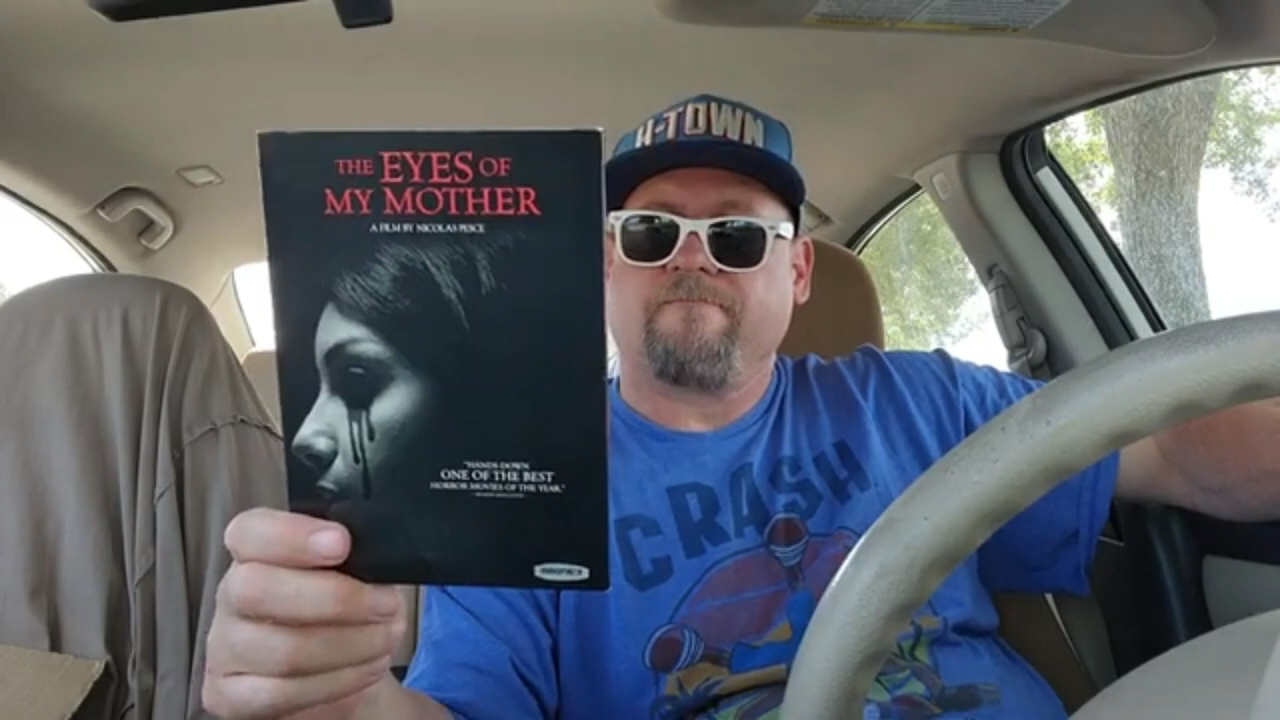 THE EYES OF
MY MOTHER
A FILM BY NICOLAS PESCE
"HANDS DOWN
ONE OF THE BEST
HORROR MOVIES OF THE YEAR."
H-TOWN
CRASH